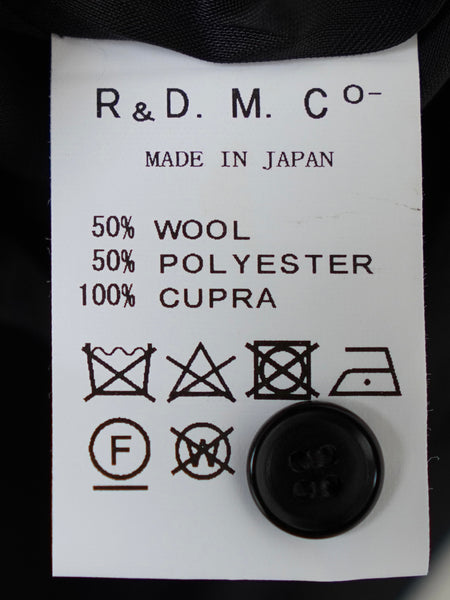 R & D. M. Co-
MADE IN JAPAN
50% WOOL
50% POLYESTER
100% CUPRA
F W